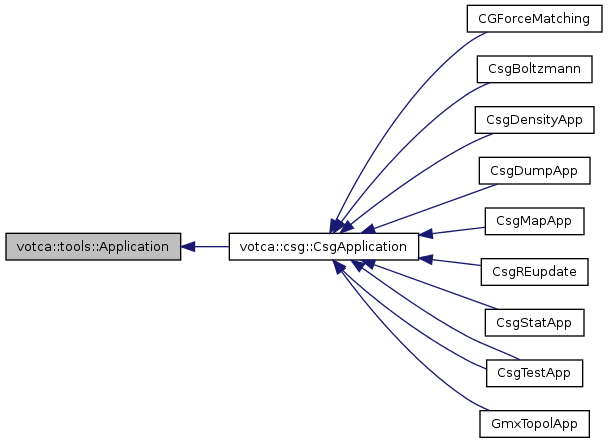 CGForceMatching
CsgBoltzmann
CsgDensityApp
CsgDumpApp
CsgMapApp
votca::tools::Application
votca::csg::CsgApplication
CsgREupdate
CsgStatApp
CsgTestApp
GmxTopolApp